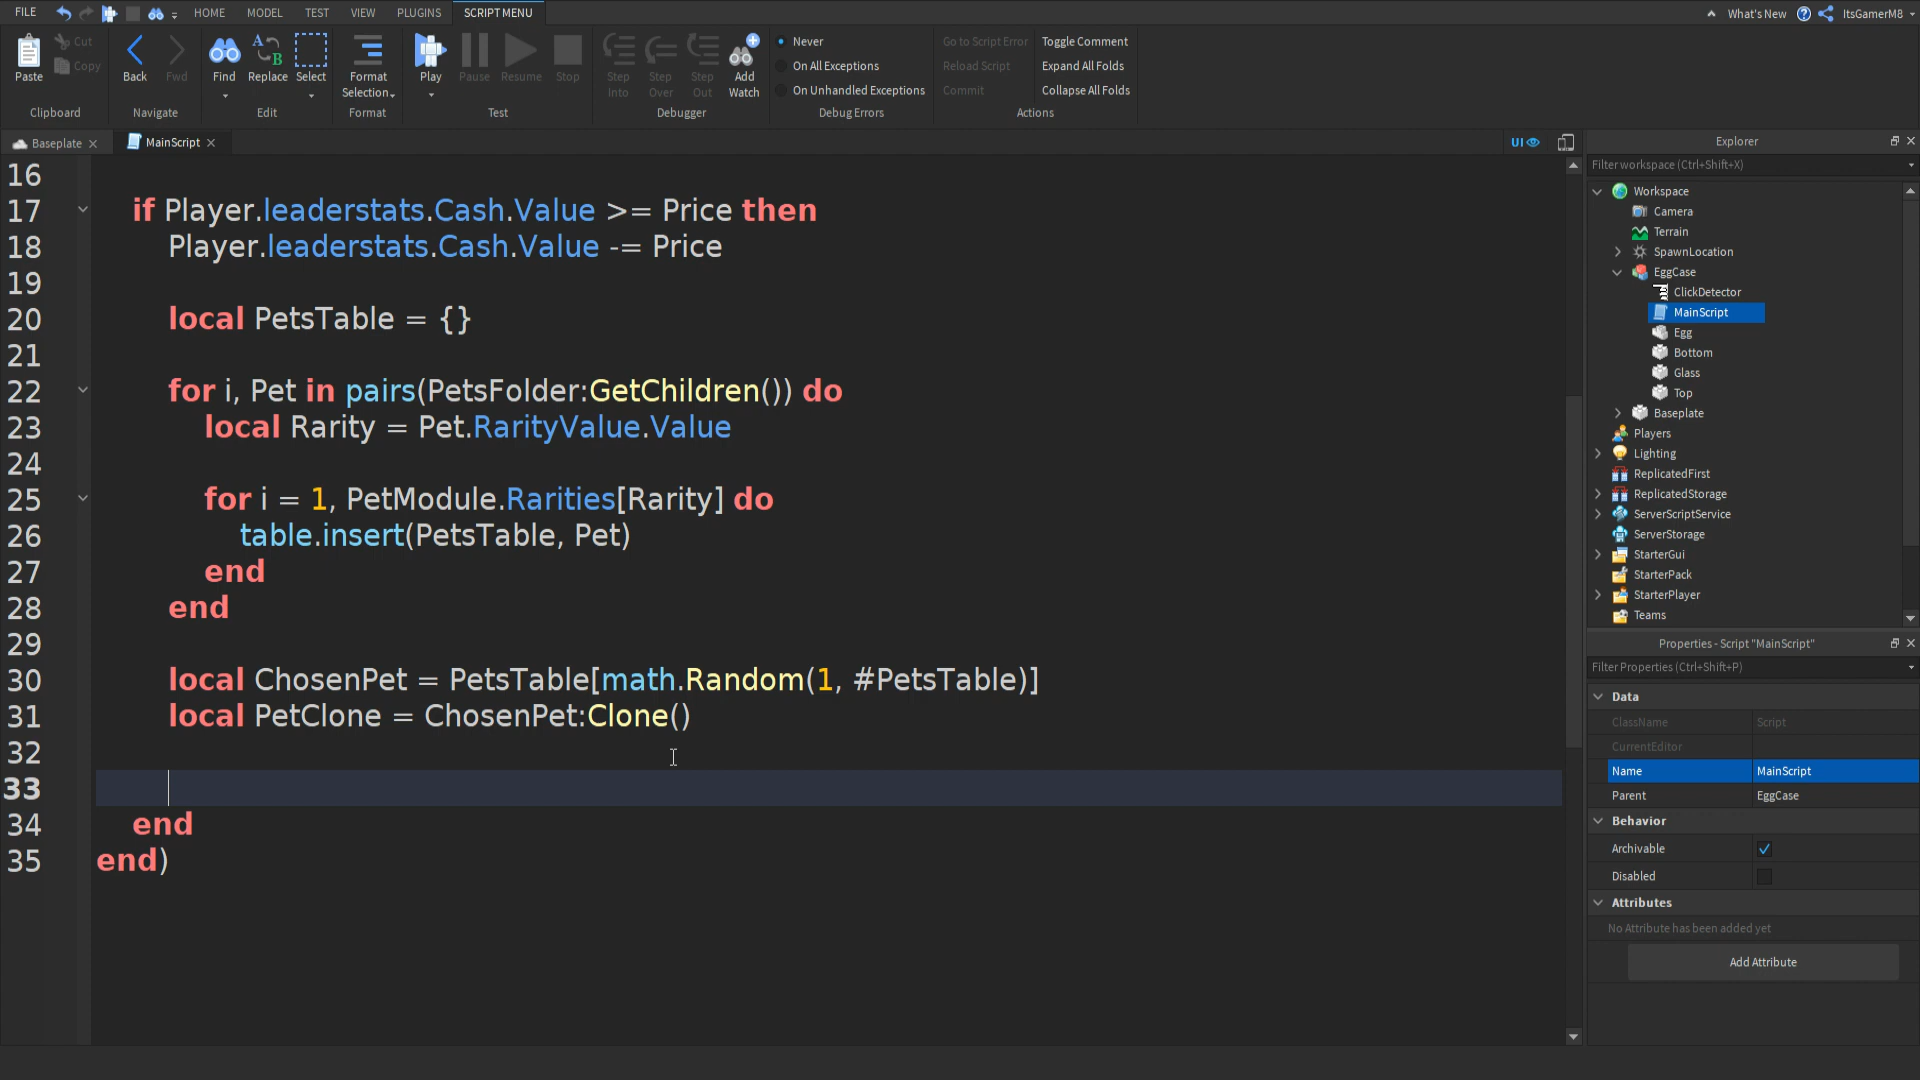 FILE HOME MODEL TEST VIEW PLUGINS SCRIPT MENU What's New ItsGamerM8
Paste Cut Copy Back Fwd Find Replace Select Format Selection Play Pause Resume Stop Step Into Step Over Step Out Add Watch
Never
On All Exceptions
On Unhandled Exceptions
Go to Script Error Toggle Comment
Reload Script Expand All Folds
Commit Collapse All Folds
Clipboard Navigate Edit Format Test Debugger Debug Errors Actions
Baseplate MainScript UI
16
17 if Player.leaderstats.Cash.Value >= Price then
18 Player.leaderstats.Cash.Value -= Price
19
20 local PetsTable = {}
21
22 for i, Pet in pairs(PetsFolder:GetChildren()) do
23 local Rarity = Pet.RarityValue.Value
24
25 for i = 1, PetModule.Rarities[Rarity] do
26 table.insert(PetsTable, Pet)
27 end
28 end
29
30 local ChosenPet = PetsTable[math.Random(1, #PetsTable)]
31 local PetClone = ChosenPet:Clone()
32
33
34 end
35 end)
Explorer
Filter workspace (Ctrl+Shift+X)
Workspace
Camera
Terrain
SpawnLocation
EggCase
ClickDetector
MainScript
Egg
Bottom
Glass
Top
Baseplate
Players
Lighting
ReplicatedFirst
ReplicatedStorage
ServerScriptService
ServerStorage
StarterGui
StarterPack
StarterPlayer
Teams
Properties - Script "MainScript"
Filter Properties (Ctrl+Shift+P)
Data
ClassName Script
CurrentEditor
Name MainScript
Parent EggCase
Behavior
Archivable
Disabled
Attributes
No Attribute has been added yet
Add Attribute